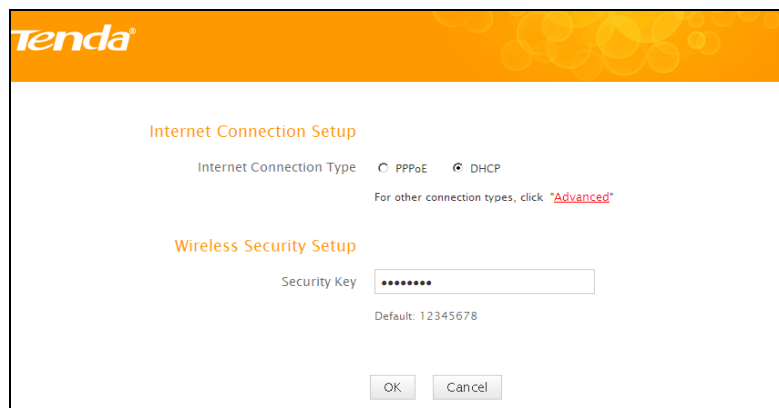 Tenda®
Internet Connection Setup
Internet Connection Type PPPoE DHCP
For other connection types, click "Advanced"
Wireless Security Setup
Security Key ••••••••
Default: 12345678
OK Cancel